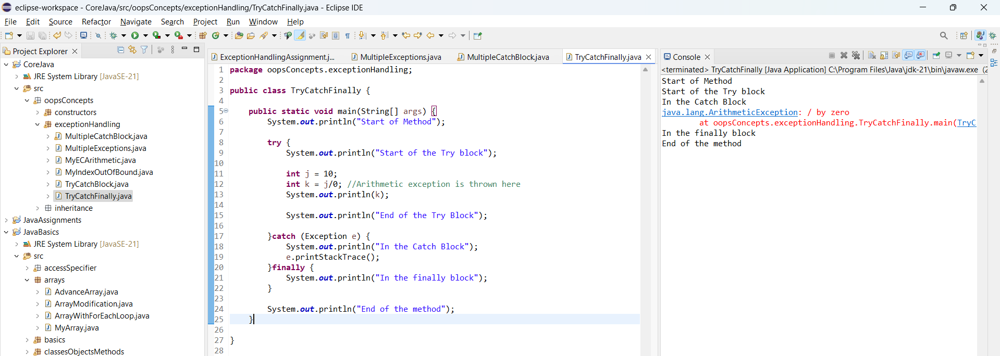 eclipse-workspace - CoreJava/src/oopsConcepts/exceptionHandling/TryCatchFinally.java - Eclipse IDE
File Edit Source Refactor Navigate Search Project Run Window Help
Project Explorer
CoreJava
JRE System Library [JavaSE-21]
src
oopsConcepts
constructors
exceptionHandling
MultipleCatchBlock.java
MultipleExceptions.java
MyECArithmetic.java
MyIndexOutOfBound.java
TryCatchBlock.java
TryCatchFinally.java
inheritance
JavaAssignments
JavaBasics
JRE System Library [JavaSE-21]
src
accessSpecifier
arrays
AdvanceArray.java
ArrayModification.java
ArrayWithForEachLoop.java
MyArray.java
basics
classesObjectsMethods
ExceptionHandlingAssignment.j... MultipleExceptions.java MultipleCatchBlock.java TryCatchFinally.java
1 package oopsConcepts.exceptionHandling;
2
3 public class TryCatchFinally {
4
5 public static void main(String[] args) {
6 System.out.println("Start of Method");
7
8 try {
9 System.out.println("Start of the Try block");
10
11 int j = 10;
12 int k = j/0; //Arithmetic exception is thrown here
13 System.out.println(k);
14
15 System.out.println("End of the Try Block");
16
17 }catch (Exception e) {
18 System.out.println("In the Catch Block");
19 e.printStackTrace();
20 }finally {
21 System.out.println("In the finally block");
22 }
23
24 System.out.println("End of the method");
25 }
26
27 }
28
Console
<terminated> TryCatchFinally [Java Application] C:\Program Files\Java\jdk-21\bin\javaw.exe (2
Start of Method
Start of the Try block
In the Catch Block
java.lang.ArithmeticException: / by zero
at oopsConcepts.exceptionHandling.TryCatchFinally.main(TryC
In the finally block
End of the method